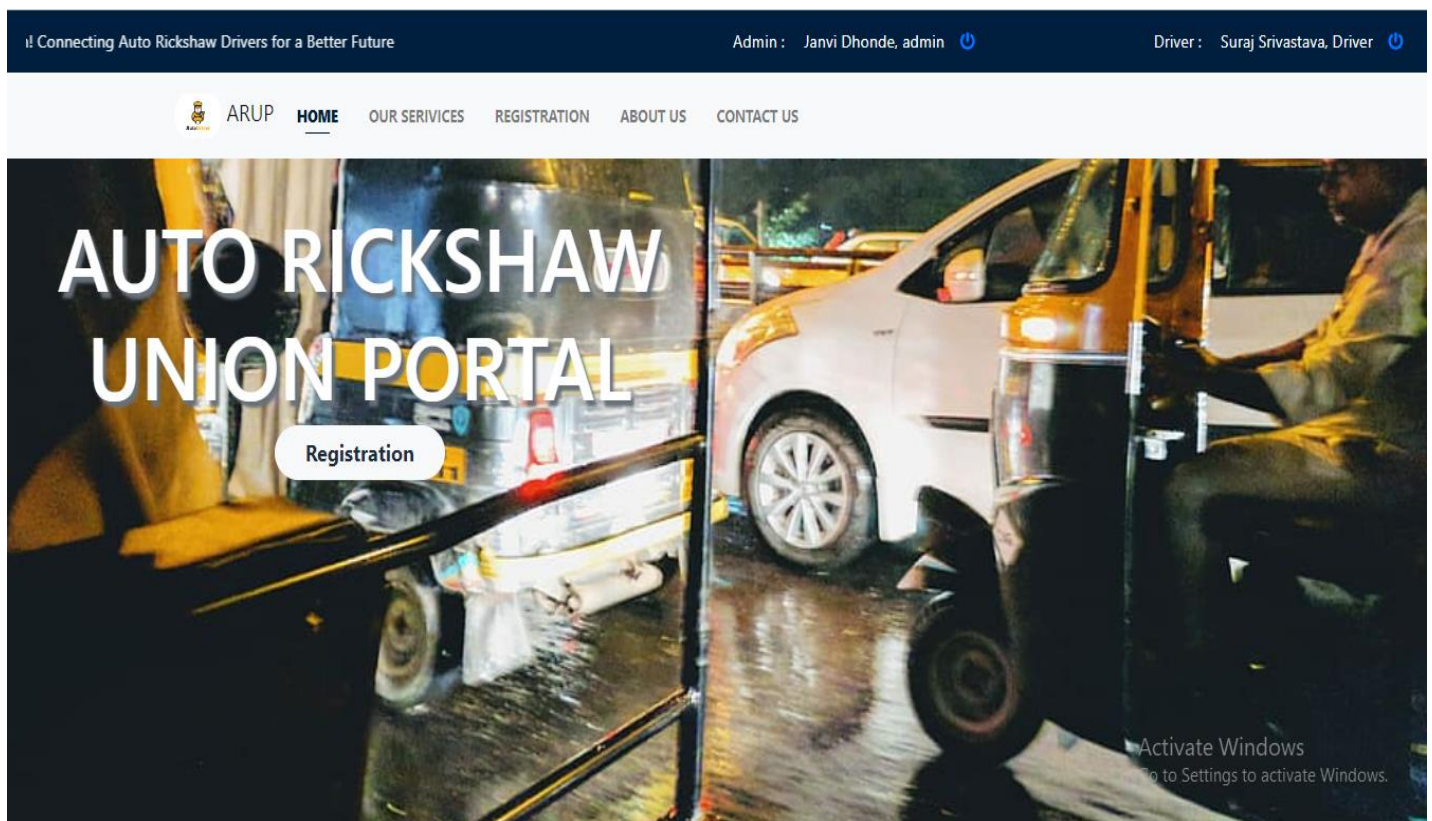 ! Connecting Auto Rickshaw Drivers for a Better Future
Admin : Janvi Dhonde, admin
Driver : Suraj Srivastava, Driver
ARUP
HOME
OUR SERIVICES
REGISTRATION
ABOUT US
CONTACT US
AUTO RICKSHAW
UNION PORTAL
Registration
Activate Windows
Go to Settings to activate Windows.